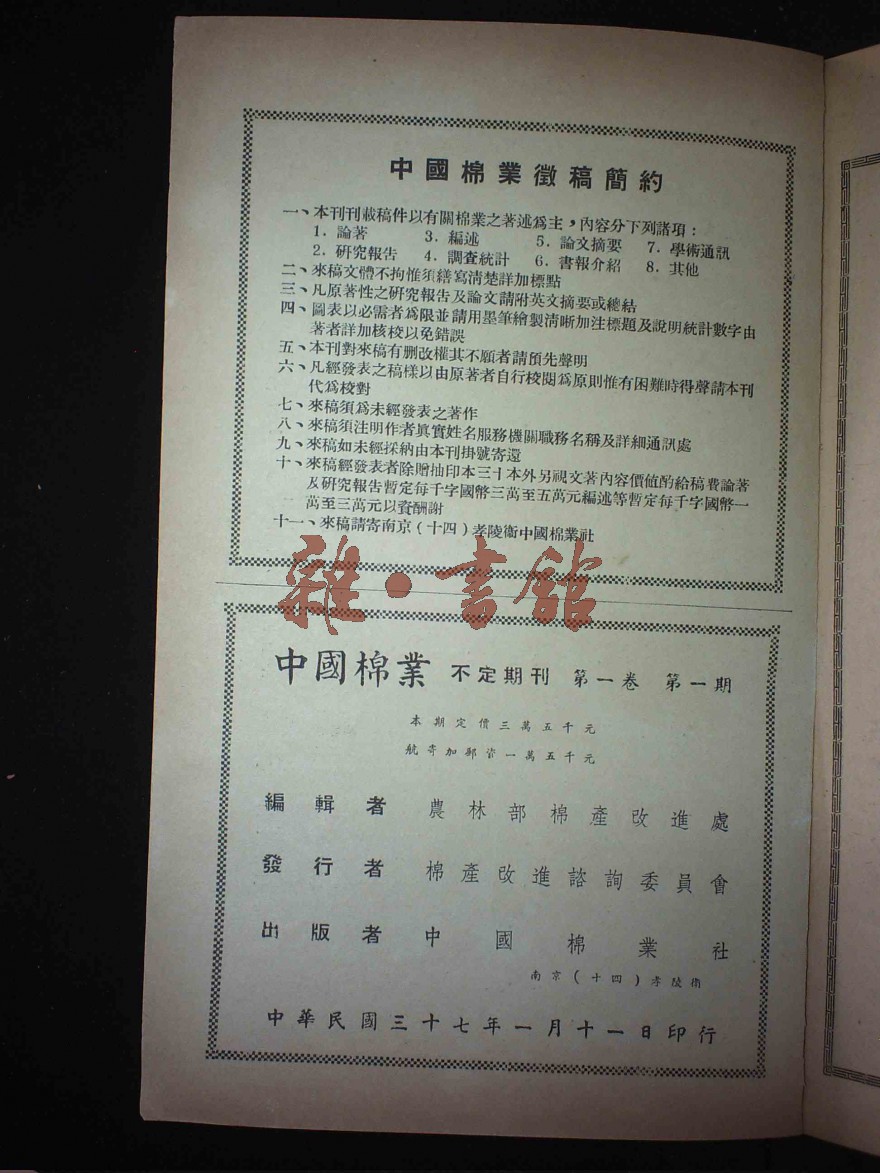 中國棉業徵稿簡約
一、本刊刊載稿件以有關棉業之著述爲主，內容分下列諸項：
1. 論著 3. 編述 5. 論文摘要 7. 學術通訊
2. 研究報告 4. 調查統計 6. 書報介紹 8. 其他
二、來稿文體不拘惟須繕寫清楚詳加標點
三、凡原著性之研究報告及論文請附英文摘要或總結
四、圖表以必需者爲限並請用墨筆繪製清晰加注標題及說明統計數字由
著者詳加核校以免錯誤
五、本刊對來稿有删改權其不願者請預先聲明
六、凡經發表之稿樣以由原著者自行校閱爲原則惟有困難時得聲請本刊
代爲校對
七、來稿須爲未經發表之著作
八、來稿須注明作者眞實姓名服務機關職務名稱及詳細通訊處
九、來稿如未經採納由本刊掛號寄還
十、來稿經發表者除贈抽印本三十本外另視文著內容價値酌給稿費論著
及研究報告暫定每千字國幣三萬至五萬元編述等暫定每千字國幣一
萬至三萬元以資酬謝
十一、來稿請寄南京(十四)孝陵衛中國棉業社
雜·書館
中國棉業 不定期刊 第一卷 第一期
本期定價三萬五千元
航寄加郵資一萬五千元
編輯者 農林部棉產改進處
發行者 棉產改進諮詢委員會
出版者 中國棉業社
南京(十四)孝陵衛
中華民國三十七年一月十一日印行